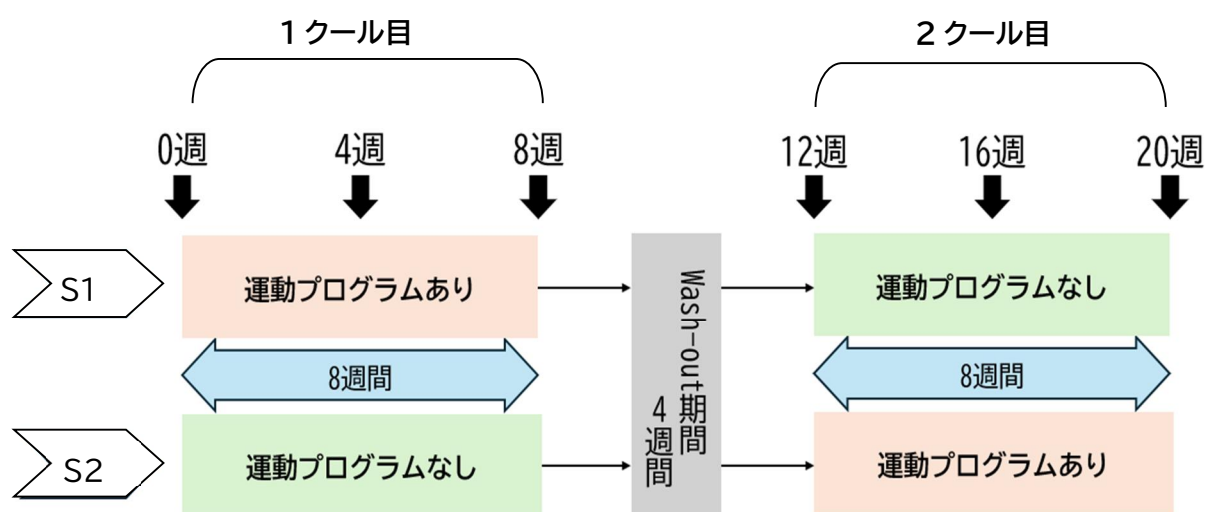 1クール目
2クール目
0週
4週
8週
12週
16週
20週
S1
運動プログラムあり
運動プログラムなし
8週間
8週間
Wash-out期間
4週間
S2
運動プログラムなし
運動プログラムあり